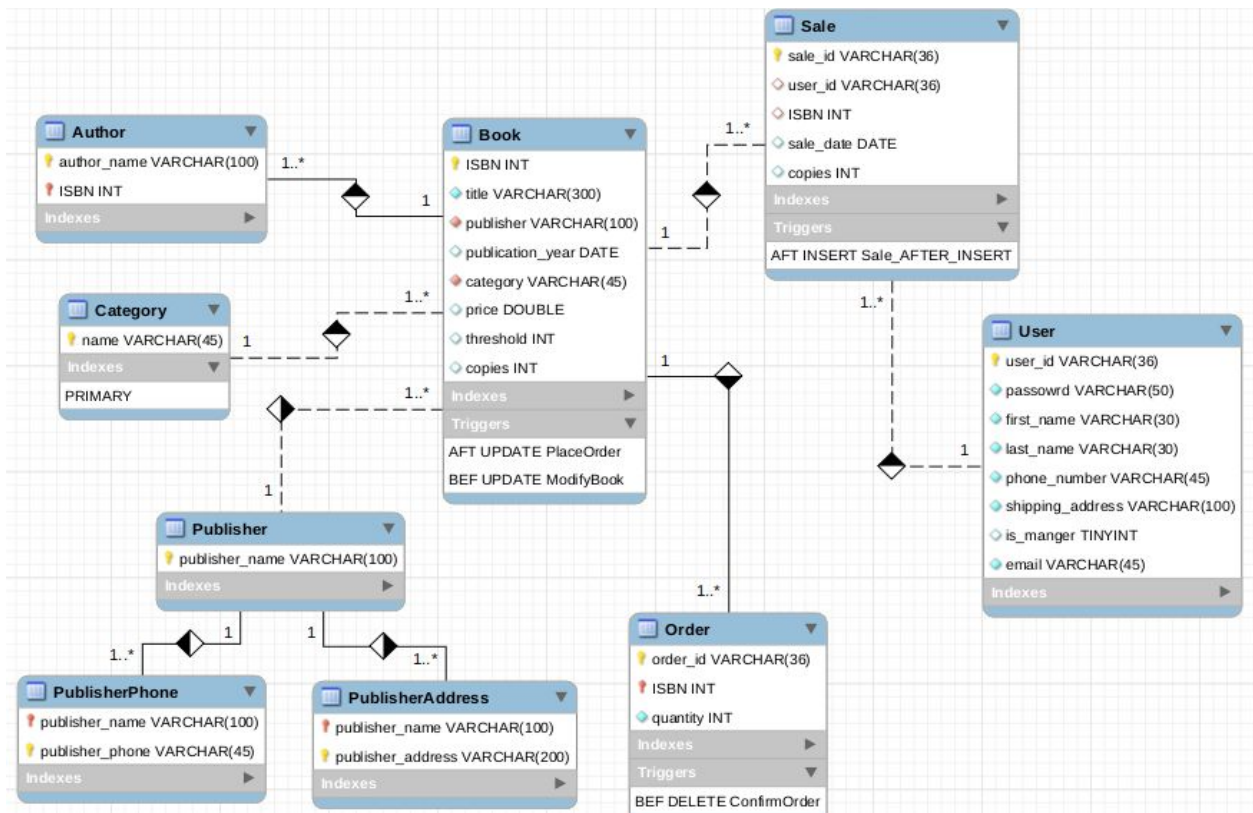 Sale
sale_id VARCHAR(36)
user_id VARCHAR(36)
ISBN INT
sale_date DATE
copies INT
Indexes
Triggers
AFT INSERT Sale_AFTER_INSERT
Author
author_name VARCHAR(100)
ISBN INT
Indexes
1..*
1
Book
ISBN INT
title VARCHAR(300)
publisher VARCHAR(100)
publication_year DATE
category VARCHAR(45)
price DOUBLE
threshold INT
copies INT
Indexes
Triggers
AFT UPDATE PlaceOrder
BEF UPDATE ModifyBook
1..*
1
Category
name VARCHAR(45)
Indexes
PRIMARY
1
1..*
1..*
1
1
1..*
1..*
1
User
user_id VARCHAR(36)
passowrd VARCHAR(50)
first_name VARCHAR(30)
last_name VARCHAR(30)
phone_number VARCHAR(45)
shipping_address VARCHAR(100)
is_manger TINYINT
email VARCHAR(45)
Indexes
Publisher
publisher_name VARCHAR(100)
Indexes
1
1..*
1
1..*
PublisherPhone
publisher_name VARCHAR(100)
publisher_phone VARCHAR(45)
Indexes
PublisherAddress
publisher_name VARCHAR(100)
publisher_address VARCHAR(200)
Indexes
Order
order_id VARCHAR(36)
ISBN INT
quantity INT
Indexes
Triggers
BEF DELETE ConfirmOrder